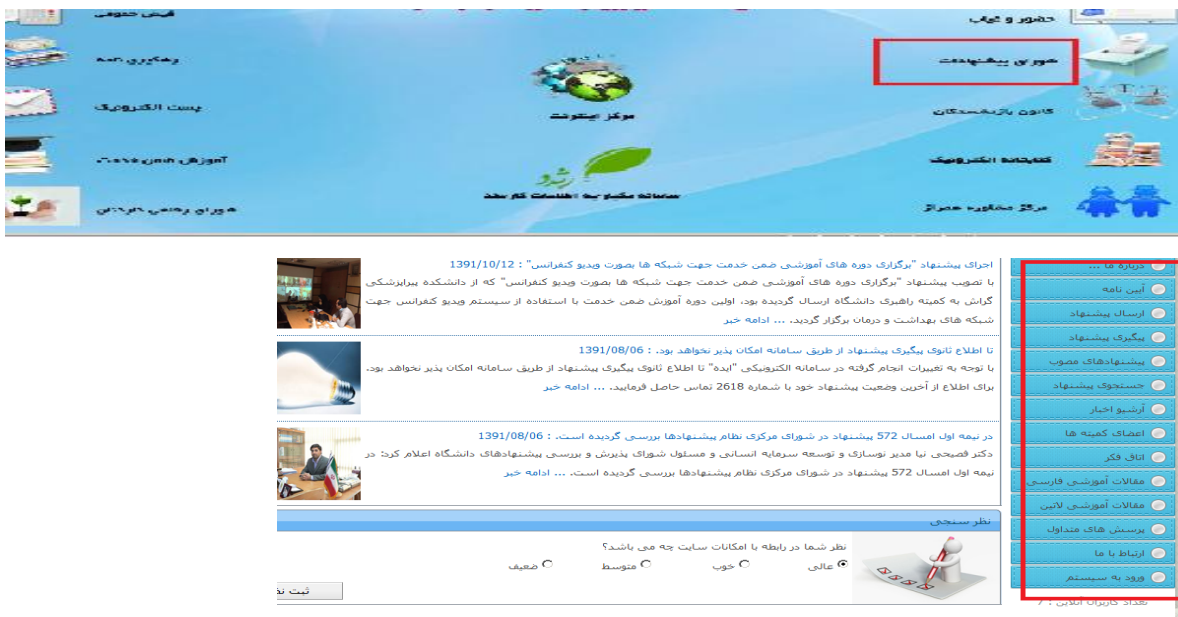 فیش حقوقی
حضور و غیاب
شورای پیشنهادات
پست الکترونیک
مرکز اینترنت
کانون بازنشستگان
آموزش ضمن خدمت
رشد
کتابخانه الکترونیک
مرکز مشاوره همراز
درباره ما ...
آیین نامه
ارسال پیشنهاد
پیگیری پیشنهاد
پیشنهادهای مصوب
جستجوی پیشنهاد
آرشیو اخبار
اعضای کمیته ها
اتاق فکر
مقالات آموزشی فارسی
مقالات آموزشی لاتین
پرسش های متداول
ارتباط با ما
ورود به سیستم
تعداد کاربران آنلاین : 7
اجرای پیشنهاد "برگزاری دوره های آموزشی ضمن خدمت جهت شبکه ها بصورت ویدیو کنفرانس" : 1391/10/12
با تصویب پیشنهاد "برگزاری دوره های آموزشی ضمن خدمت جهت شبکه ها بصورت ویدیو کنفرانس" که از دانشکده پیراپزشکی
گراش به کمیته راهبری دانشگاه ارسال گردیده بود. اولین دوره آموزش ضمن خدمت با استفاده از سیستم ویدیو کنفرانس جهت
شبکه های بهداشت و درمان برگزار گردید. ... ادامه خبر
تا اطلاع ثانوی پیگیری پیشنهاد از طریق سامانه امکان پذیر نخواهد بود. : 1391/08/06
با توجه به تغییرات انجام گرفته در سامانه الکترونیکی "ایده" تا اطلاع ثانوی پیگیری پیشنهاد از طریق سامانه امکان پذیر نخواهد بود.
برای اطلاع از آخرین وضعیت پیشنهاد خود با شماره 2618 تماس حاصل فرمایید. ... ادامه خبر
در نیمه اول امسال 572 پیشنهاد در شورای مرکزی نظام پیشنهادها بررسی گردیده است. : 1391/08/06
دکتر فصیحی نیا مدیر نوسازی و توسعه سرمایه انسانی و مسئول شورای پذیرش و بررسی پیشنهادهای دانشگاه اعلام کرد: در
نیمه اول امسال 572 پیشنهاد در شورای مرکزی نظام پیشنهادها بررسی گردیده است. ... ادامه خبر
نظر سنجی
نظر شما در رابطه با امکانات سایت چه می باشد؟
عالی خوب متوسط ضعیف
ثبت